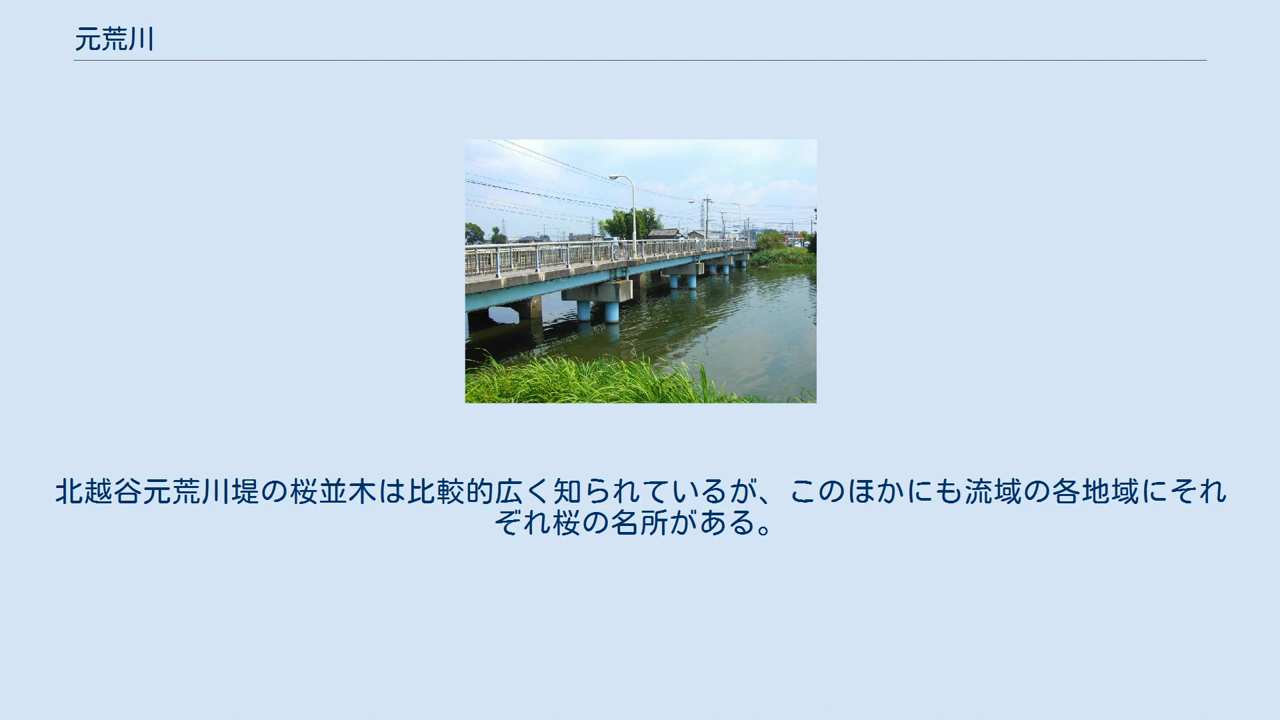 元荒川
北越谷元荒川堤の桜並木は比較的広く知られているが、このほかにも流域の各地域にそれ
ぞれ桜の名所がある。